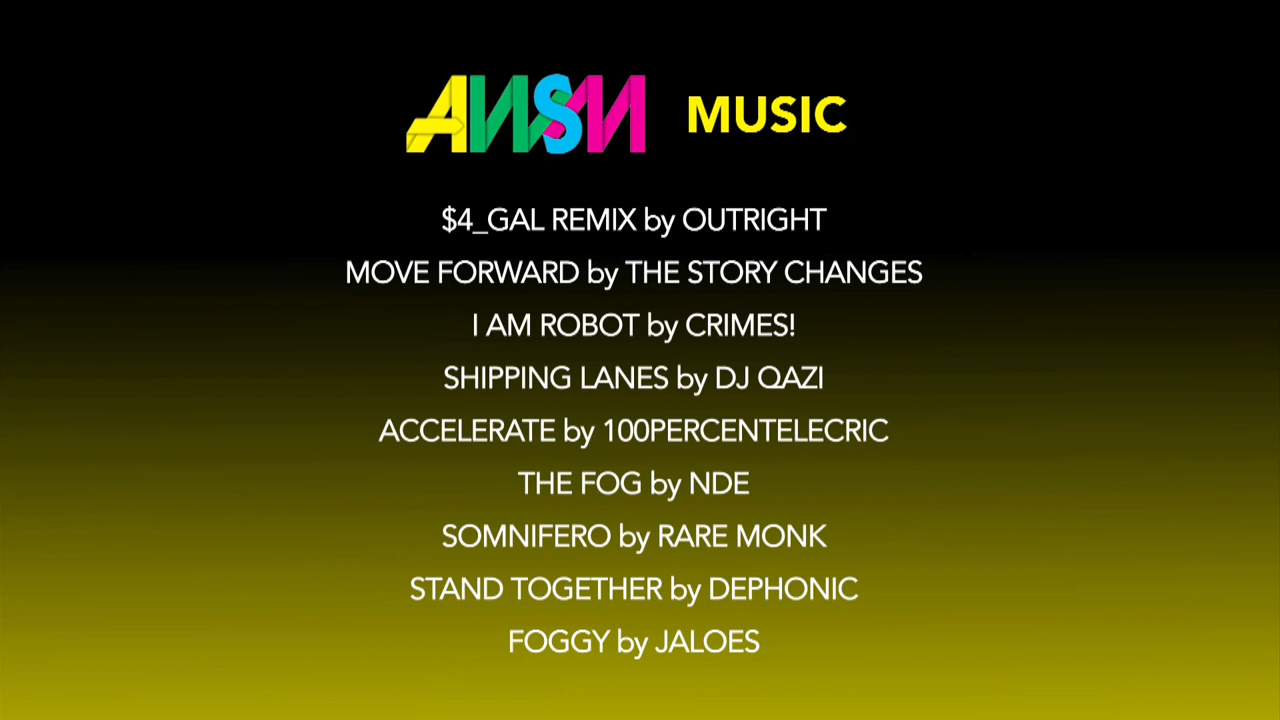 AWSM MUSIC
$4_GAL REMIX by OUTRIGHT
MOVE FORWARD by THE STORY CHANGES
I AM ROBOT by CRIMES!
SHIPPING LANES by DJ QAZI
ACCELERATE by 100PERCENTELECRIC
THE FOG by NDE
SOMNIFERO by RARE MONK
STAND TOGETHER by DEPHONIC
FOGGY by JALOES